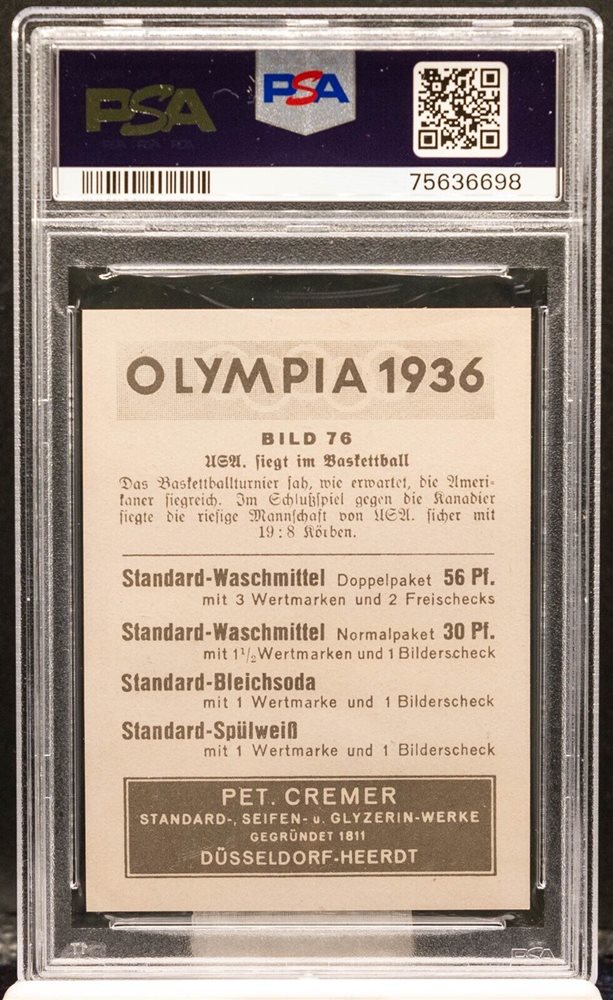 PSA
PSA
75636698
OLYMPIA 1936
BILD 76
USA. siegt im Baskettball
Das Baskettballturnier sah, wie erwartet, die Ameri-
kaner siegreich. Im Schlußspiel gegen die Kanadier
siegte die riesige Mannschaft von USA. sicher mit
19 : 8 Körben.
Standard-Waschmittel Doppelpaket 56 Pf.
mit 3 Wertmarken und 2 Freischecks
Standard-Waschmittel Normalpaket 30 Pf.
mit 1½ Wertmarken und 1 Bilderscheck
Standard-Bleichsoda
mit 1 Wertmarke und 1 Bilderscheck
Standard-Spülweiß
mit 1 Wertmarke und 1 Bilderscheck
PET. CREMER
STANDARD-, SEIFEN- u. GLYZERIN-WERKE
GEGRÜNDET 1811
DÜSSELDORF-HEERDT
PSA